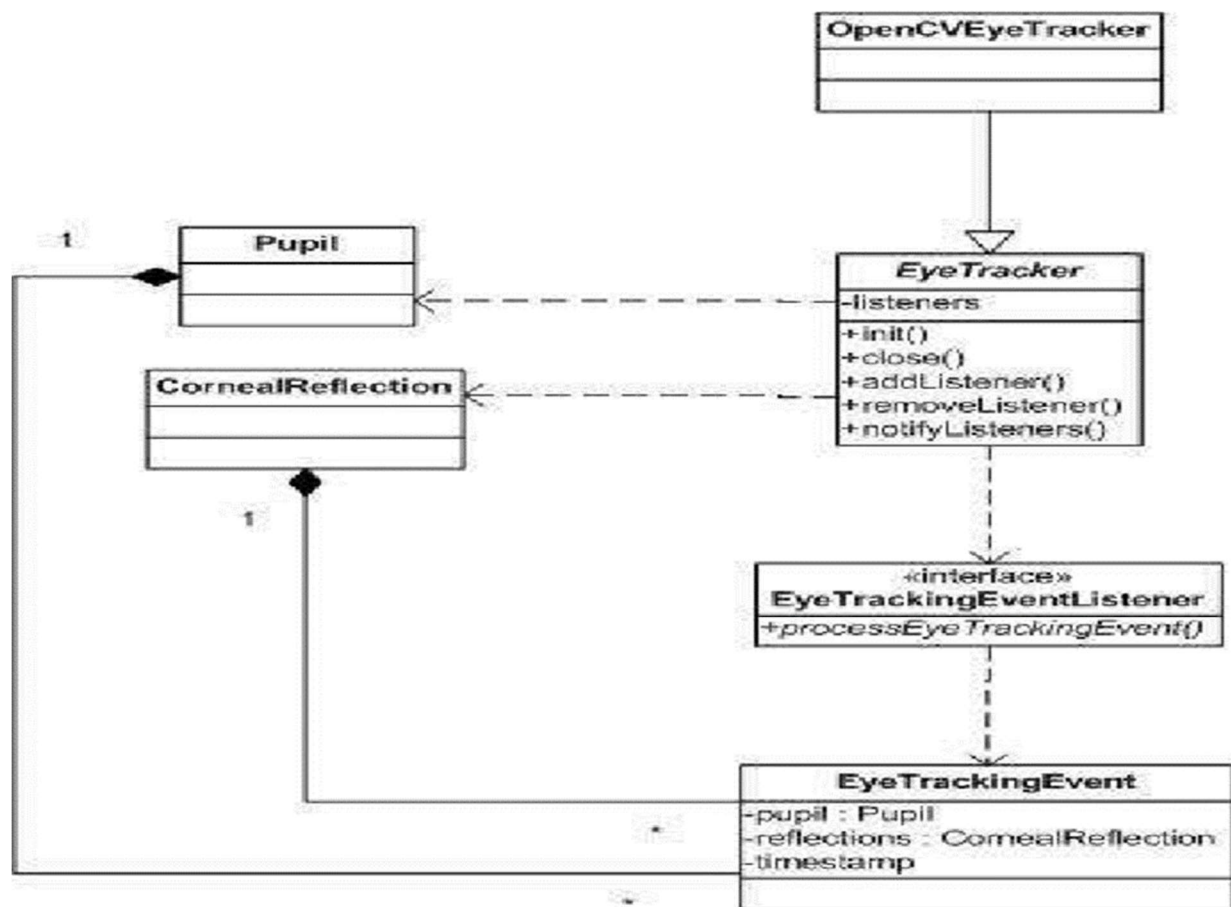 OpenCVEyeTracker
1
Pupil
EyeTracker
-listeners
+init()
+close()
+addListener()
+removeListener()
+notifyListeners()
CornealReflection
1
«interface»
EyeTrackingEventListener
+processEyeTrackingEvent()
EyeTrackingEvent
-pupil : Pupil
-reflections : CornealReflection
-timestamp
*
*